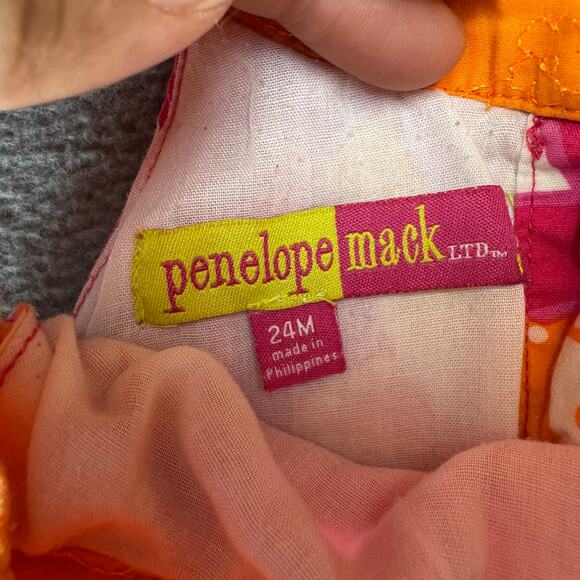 penelope mack LTD™
24M
made in
Philippines